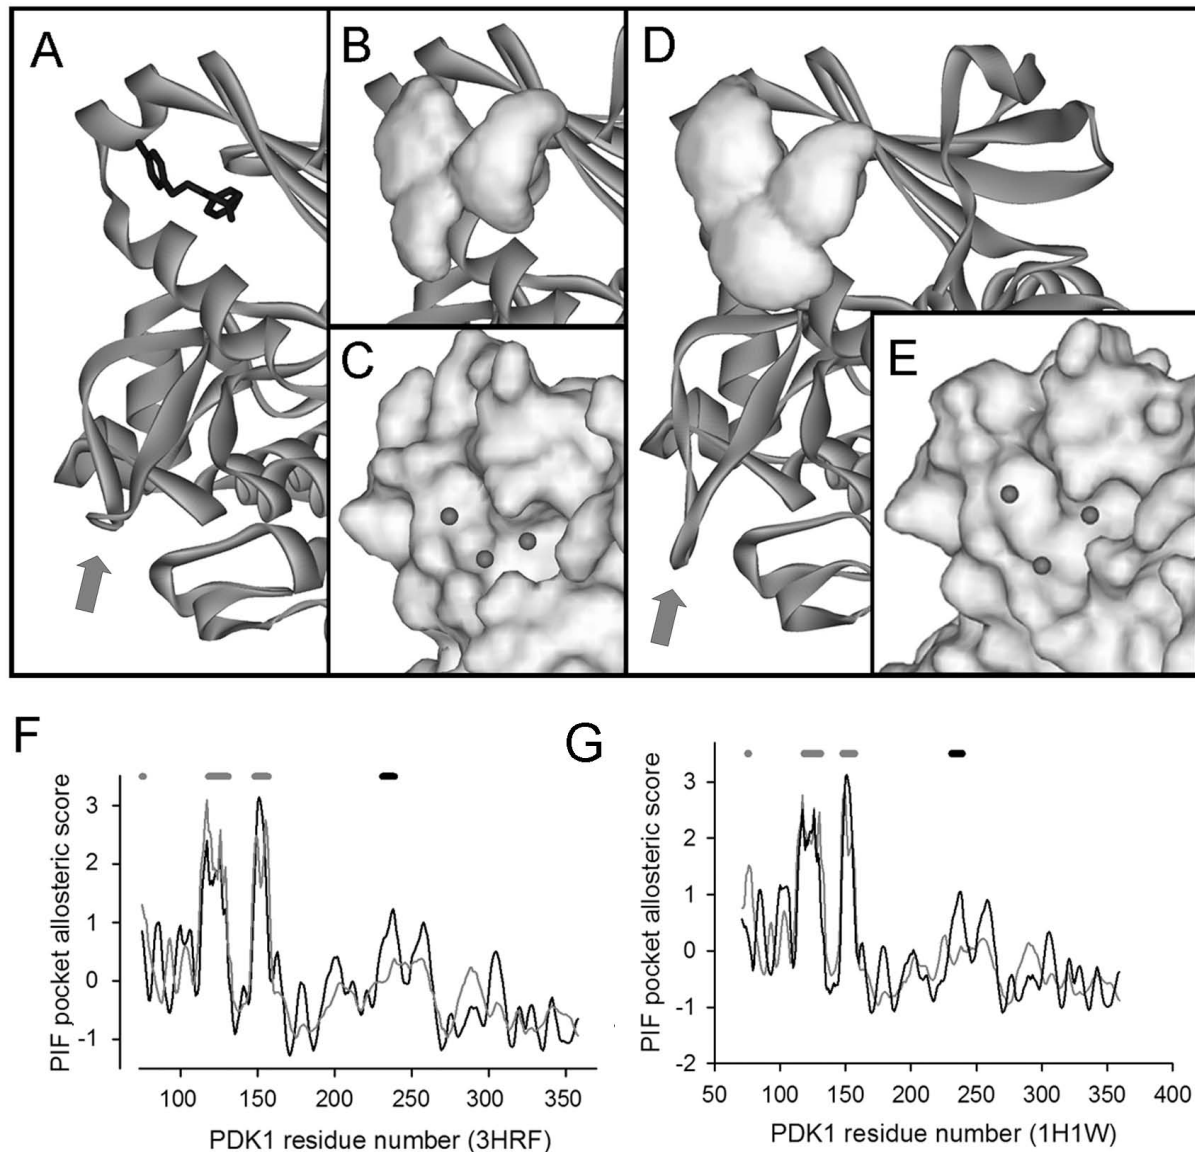 A
B
D
C
E
F
G
PIF pocket allosteric score
3
2
1
0
-1
100
150
200
250
300
350
PDK1 residue number (3HRF)
PIF pocket allosteric score
3
2
1
0
-1
-2
50
100
150
200
250
300
350
400
PDK1 residue number (1H1W)